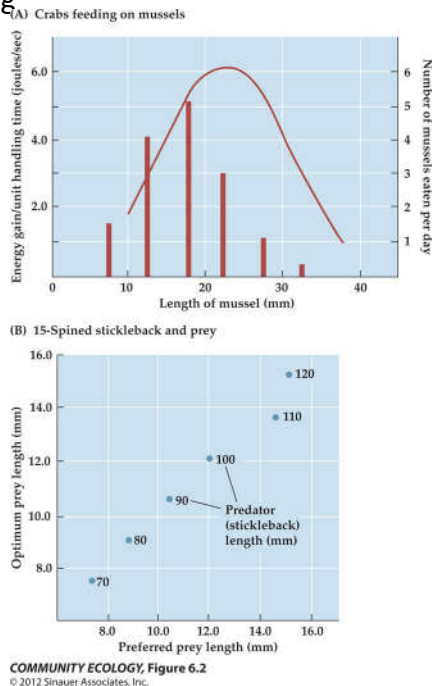 g
(A) Crabs feeding on mussels
Energy gain/unit handling time (joules/sec)
6.0
4.0
2.0
0
10
20
30
40
Length of mussel (mm)
6
5
4
3
2
1
Number of mussels eaten per day
(B) 15-Spined stickleback and prey
Optimum prey length (mm)
16.0
14.0
12.0
10.0
8.0
120
110
100
90
80
70
Predator
(stickleback)
length (mm)
8.0
10.0
12.0
14.0
16.0
Preferred prey length (mm)
COMMUNITY ECOLOGY, Figure 6.2
© 2012 Sinauer Associates, Inc.